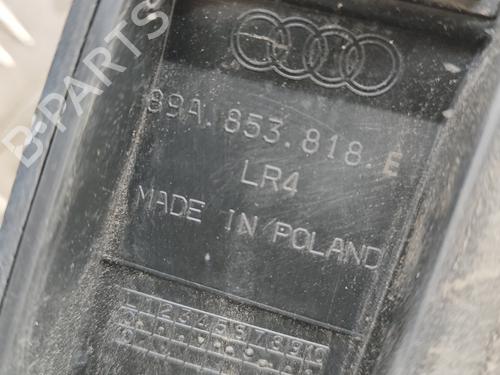 B-PARTS
89A.853.818.E
LR4
MADE IN POLAND